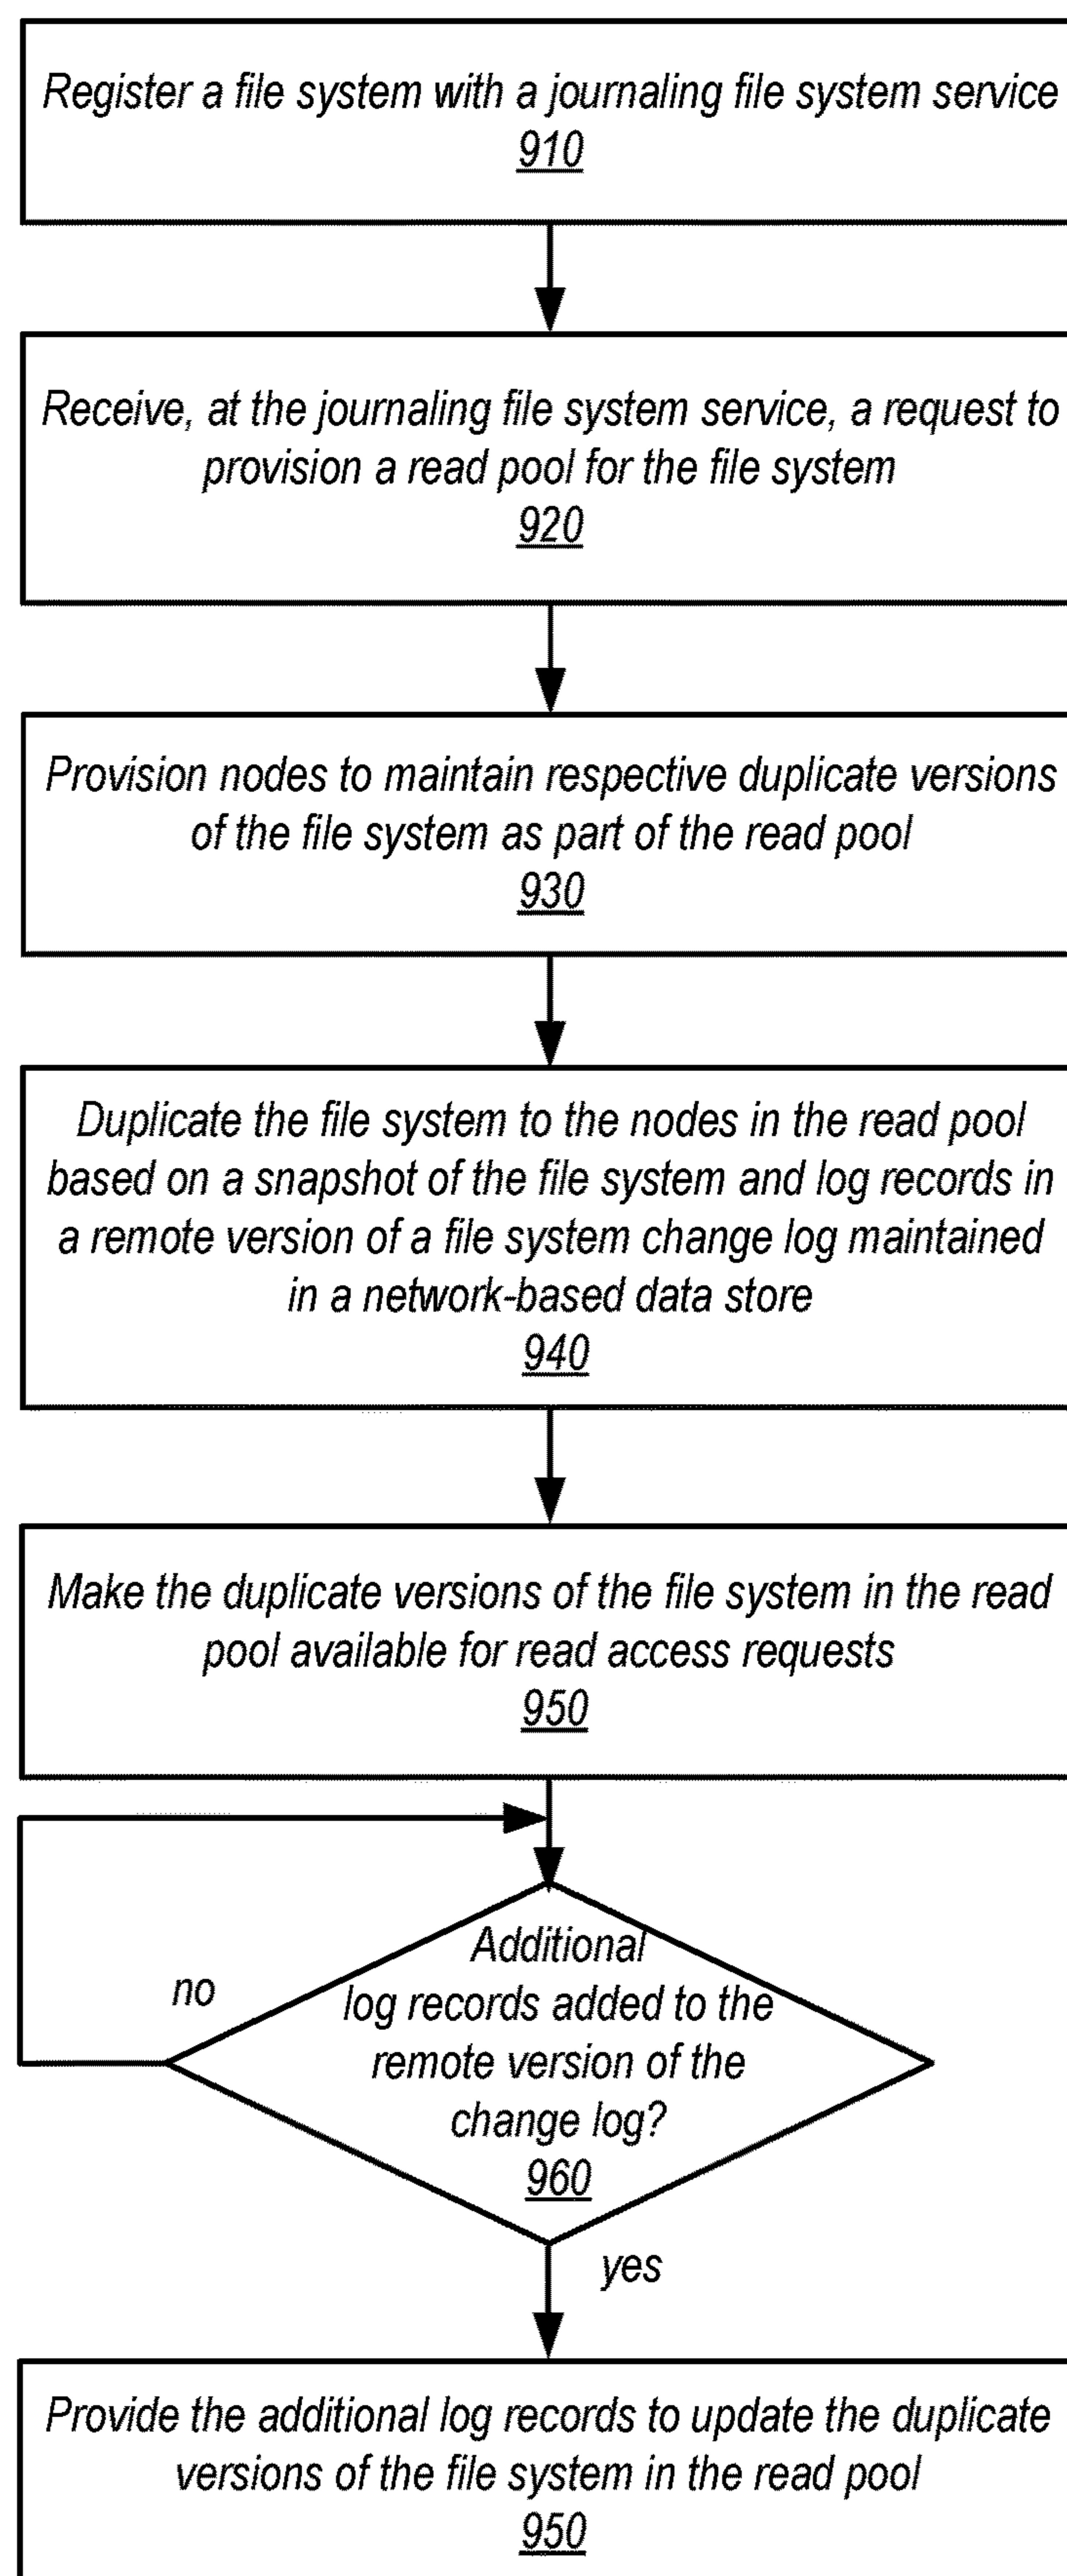 Register a file system with a journaling file system service
910
Receive, at the journaling file system service, a request to
provision a read pool for the file system
920
Provision nodes to maintain respective duplicate versions
of the file system as part of the read pool
930
Duplicate the file system to the nodes in the read pool
based on a snapshot of the file system and log records in
a remote version of a file system change log maintained
in a network-based data store
940
Make the duplicate versions of the file system in the read
pool available for read access requests
950
no
Additional
log records added to the
remote version of the
change log?
960
yes
Provide the additional log records to update the duplicate
versions of the file system in the read pool
950